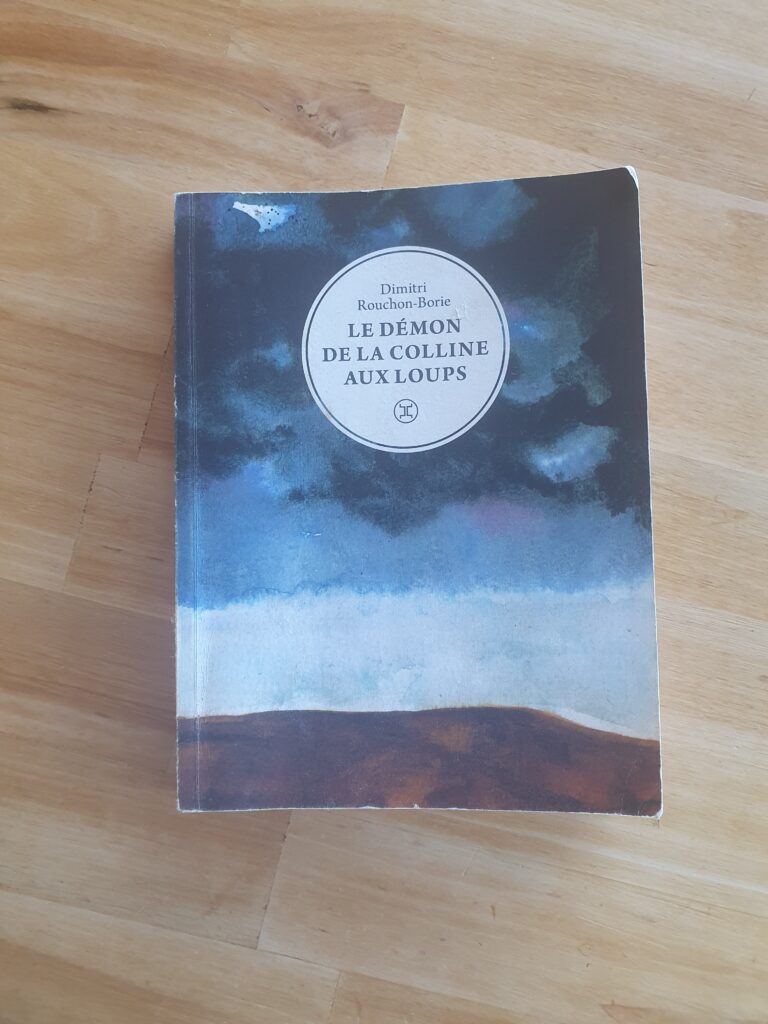 Dimitri
Rouchon-Borie
LE DÉMON
DE LA COLLINE
AUX LOUPS